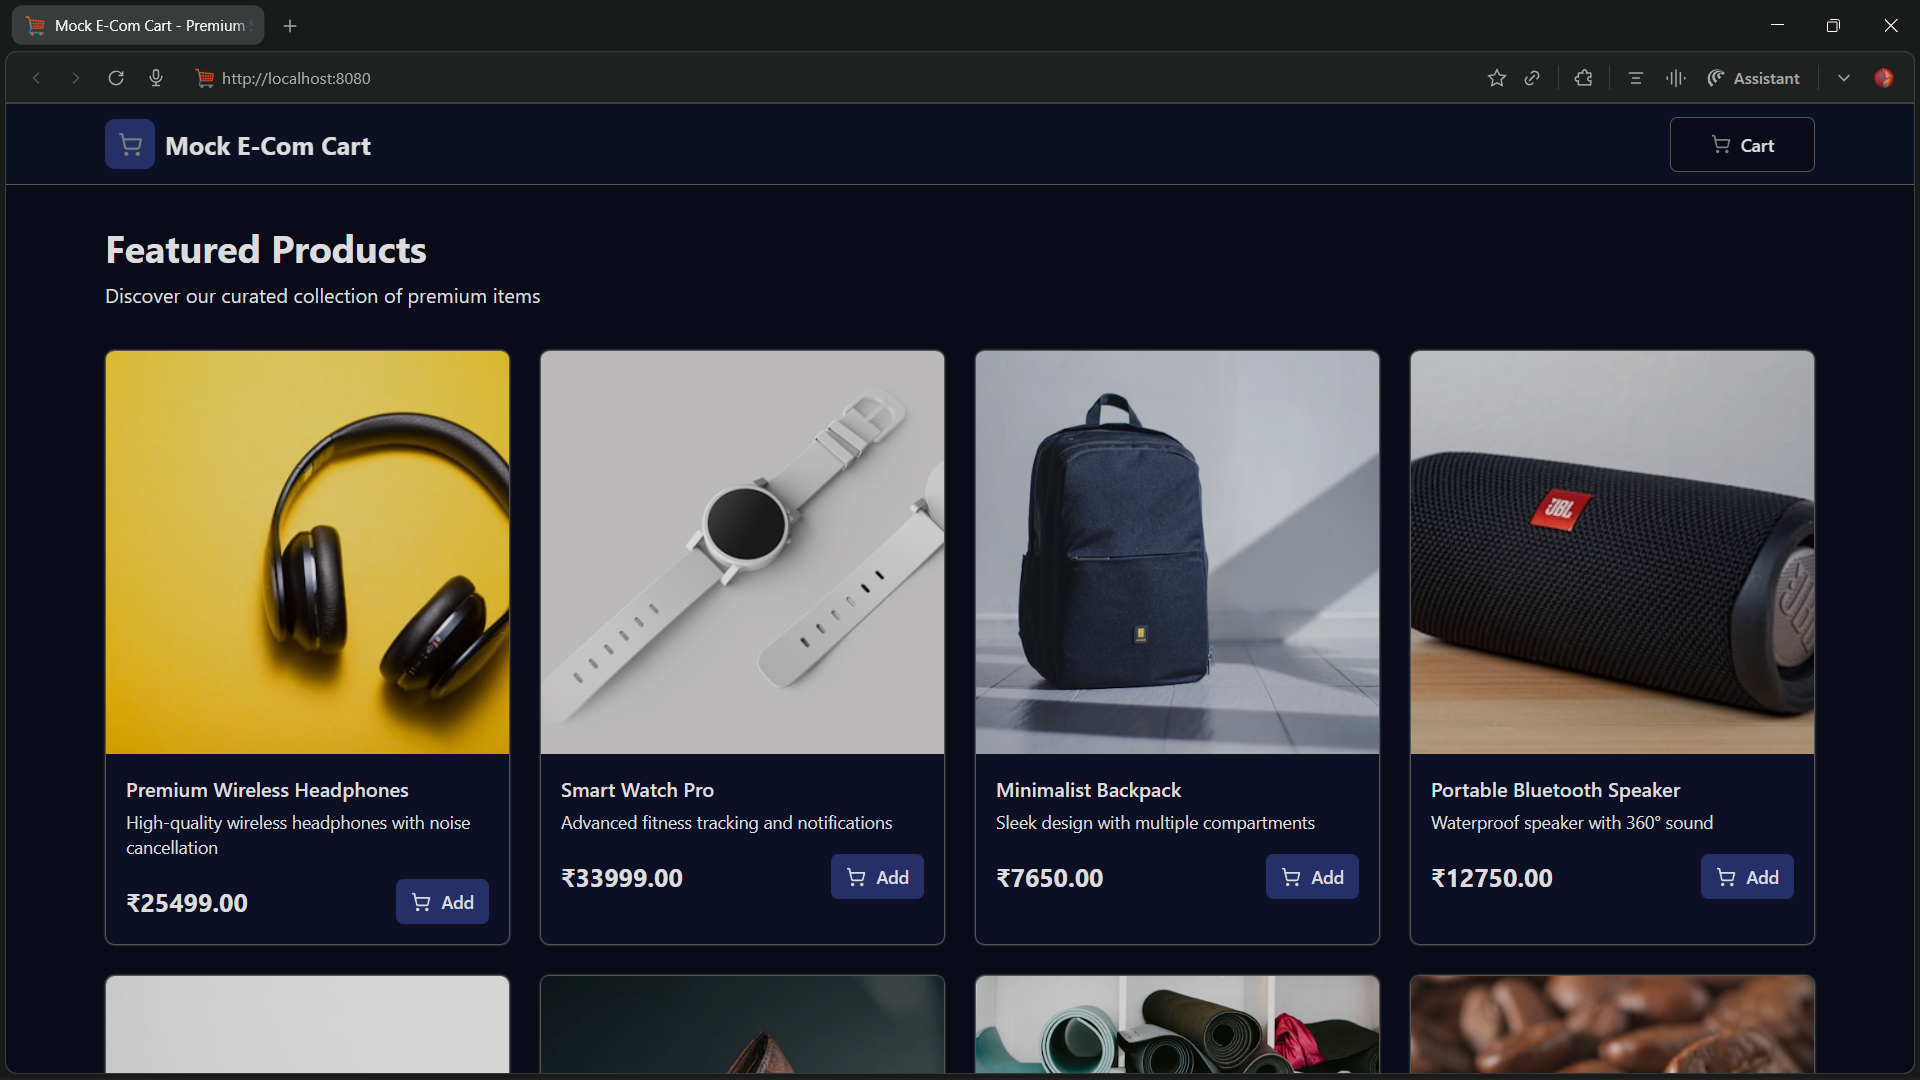 Mock E-Com Cart - Premium
http://localhost:8080
Assistant
Mock E-Com Cart
Cart
Featured Products
Discover our curated collection of premium items
JBL
JBL
Premium Wireless Headphones
High-quality wireless headphones with noise
cancellation
₹25499.00
Add
Smart Watch Pro
Advanced fitness tracking and notifications
₹33999.00
Add
Minimalist Backpack
Sleek design with multiple compartments
₹7650.00
Add
Portable Bluetooth Speaker
Waterproof speaker with 360° sound
₹12750.00
Add